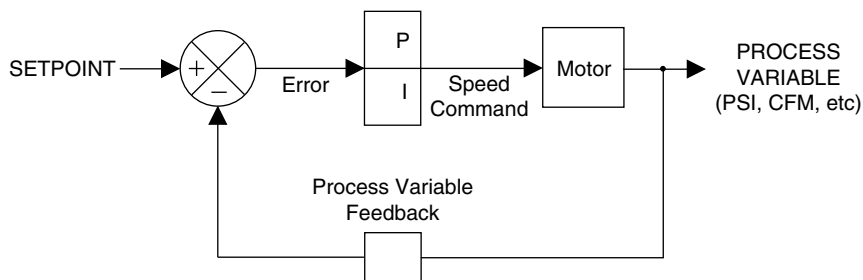 SETPOINT
+
−
Error
P
I
Speed
Command
Motor
PROCESS
VARIABLE
(PSI, CFM, etc)
Process Variable
Feedback